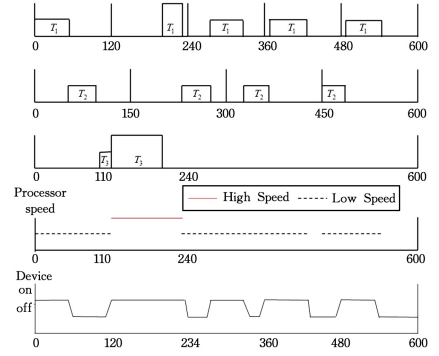 T1 T1 T1 T1 T1
0 120 240 360 480 600
T2 T2 T2 T2
0 150 300 450 600
T3 T3
0 110 240 600
Processor
speed
High Speed Low Speed
0 110 240 600
Device
on
off
0 120 234 360 480 600